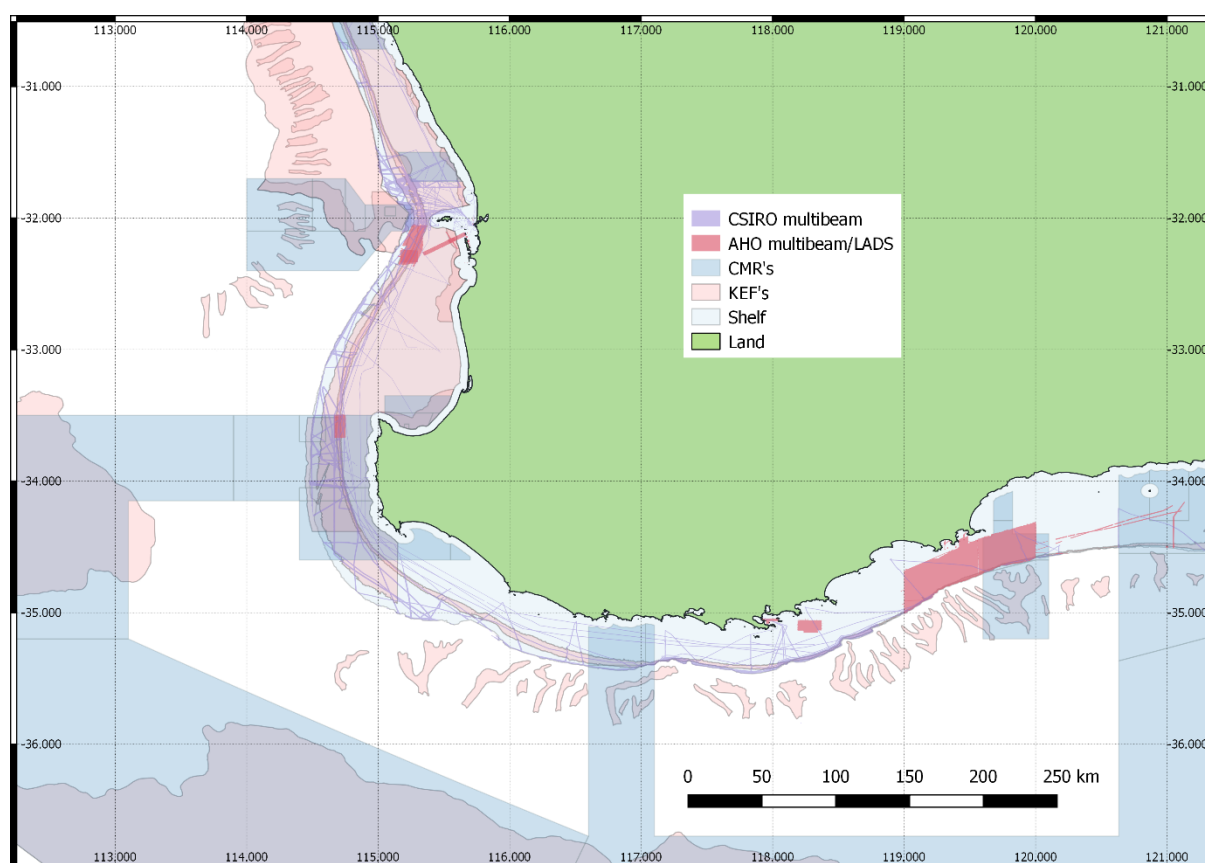 113.000 114.000 115.000 116.000 117.000 118.000 119.000 120.000 121.000
-31.000 -31.000
-32.000 -32.000
CSIRO multibeam
AHO multibeam/LADS
CMR's
KEF's
Shelf
Land
-33.000 -33.000
-34.000 -34.000
-35.000 -35.000
-36.000 -36.000
0 50 100 150 200 250 km
113.000 114.000 115.000 116.000 117.000 118.000 119.000 120.000 121.000